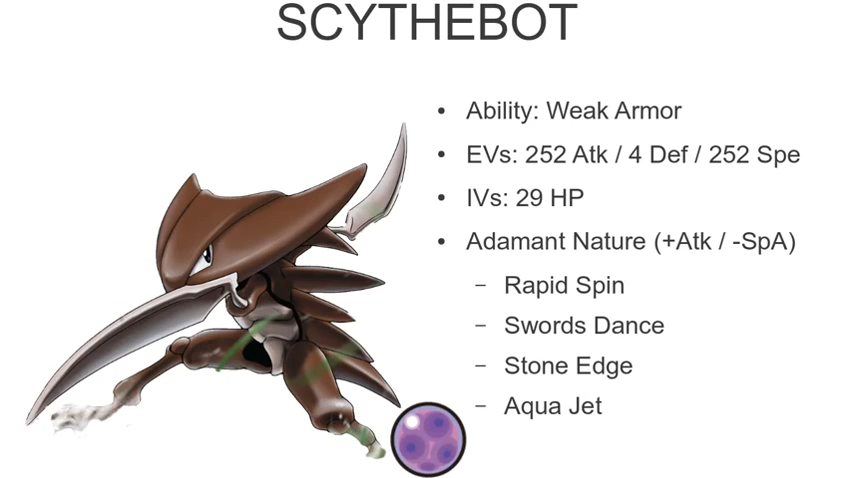 SCYTHEBOT
• Ability: Weak Armor
• EVs: 252 Atk / 4 Def / 252 Spe
• IVs: 29 HP
• Adamant Nature (+Atk / -SpA)
– Rapid Spin
– Swords Dance
– Stone Edge
– Aqua Jet